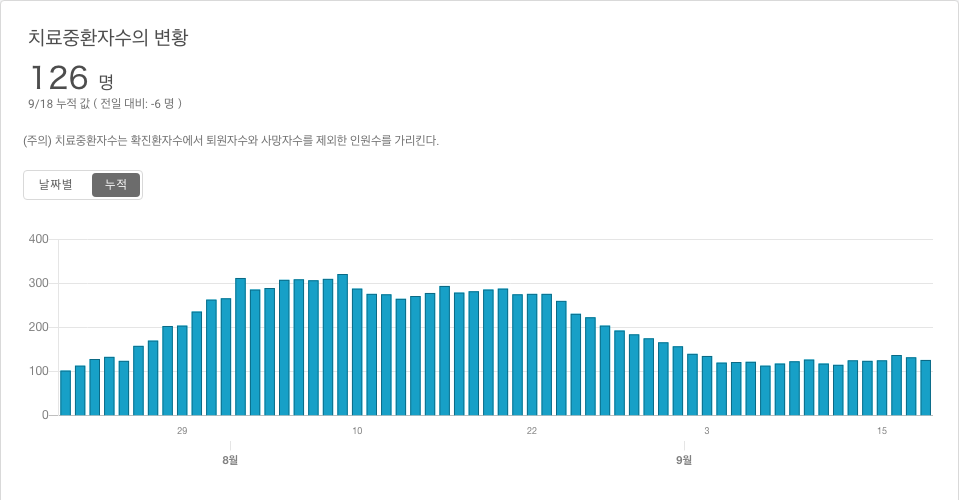 치료중환자수의 변황
126 명
9/18 누적 값 ( 전일 대비: -6 명 )
(주의) 치료중환자수는 확진환자수에서 퇴원자수와 사망자수를 제외한 인원수를 가리킨다.
날짜별 누적
400
300
200
100
0
29 10 22 3 15
8월 9월